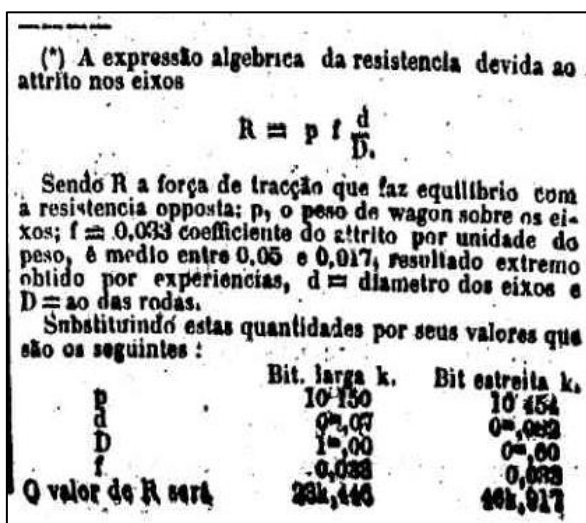 (*) A expressão algebrica da resistencia devida ao
attrito nos eixos
R = p f d/D.
Sendo R a força de tracção que faz equilibrio com
a resistencia opposta: p, o peso de wagon sobre os ei-
xos; f = 0,033 coefficiente do attrito por unidade do
peso, é medio entre 0,05 e 0,017, resultado extremo
obtido por experiencias, d = diametro dos eixos e
D = ao das rodas.
Substituindo estas quantidades por seus valores que
são os seguintes :
Bit. larga k. Bit estreita k.
p 10 150 10 454
d 0m,07 0m,082
D 1m,00 0m,60
f 0,033 0,033
O valor de R será 46k,917